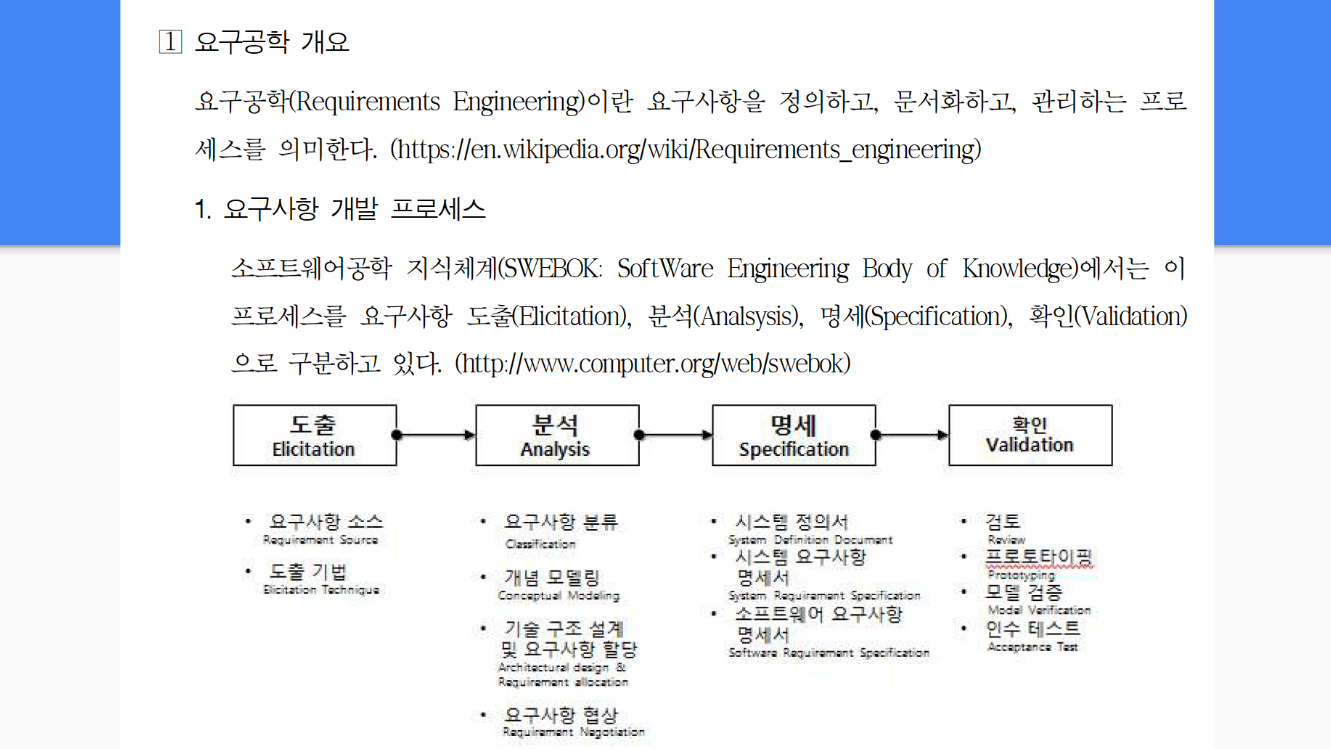 1 요구공학 개요
요구공학(Requirements Engineering)이란 요구사항을 정의하고, 문서화하고, 관리하는 프로
세스를 의미한다. (https://en.wikipedia.org/wiki/Requirements_engineering)
1. 요구사항 개발 프로세스
소프트웨어공학 지식체계(SWEBOK: SoftWare Engineering Body of Knowledge)에서는 이
프로세스를 요구사항 도출(Elicitation), 분석(Analsysis), 명세(Specification), 확인(Validation)
으로 구분하고 있다. (http://www.computer.org/web/swebok)
도출
Elicitation
분석
Analysis
명세
Specification
확인
Validation
• 요구사항 소스
Requirement Source
• 도출 기법
Elicitation Technique
• 요구사항 분류
Classification
• 개념 모델링
Conceptual Modeling
• 기술 구조 설계
및 요구사항 할당
Architectural design &
Requirement allocation
• 요구사항 협상
Requirement Negotiation
• 시스템 정의서
System Definition Document
• 시스템 요구사항
명세서
System Requirement Specification
• 소프트웨어 요구사항
명세서
Software Requirement Specification
• 검토
Review
• 프로토타이핑
Prototyping
• 모델 검증
Model Verification
• 인수 테스트
Acceptance Test